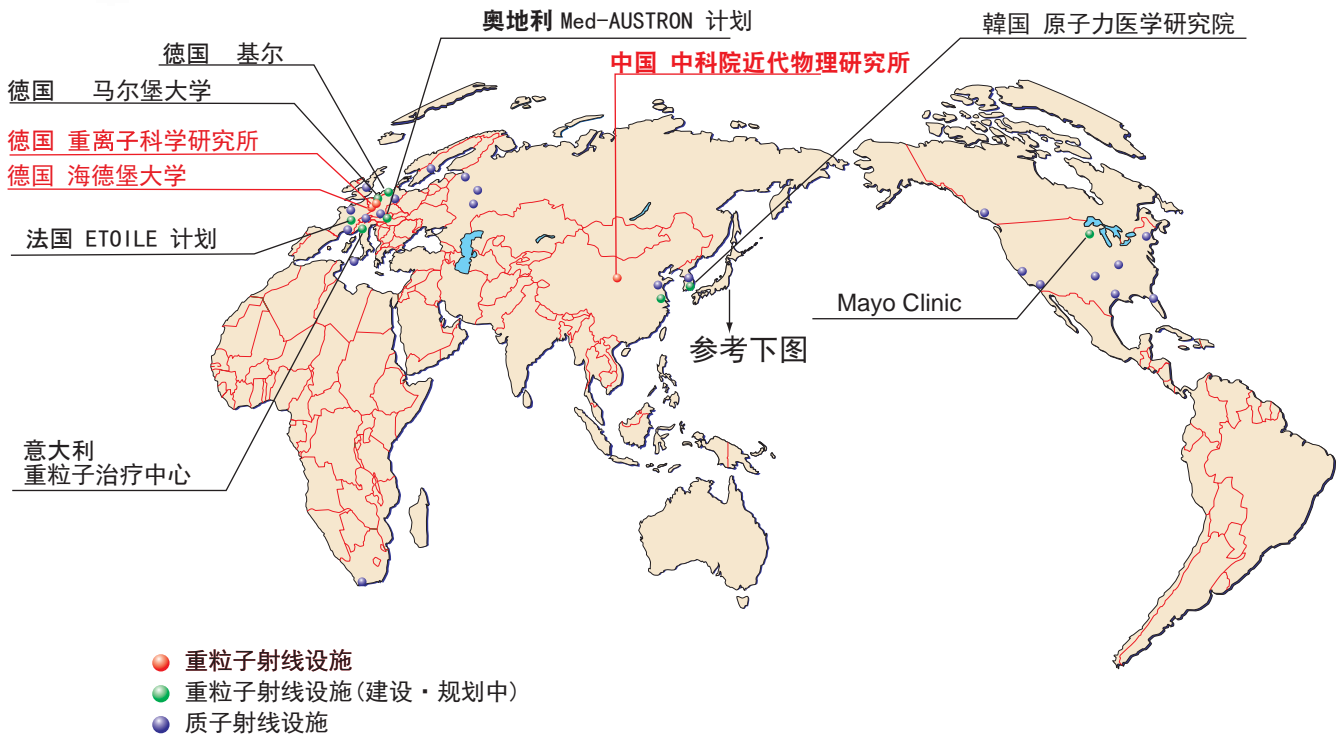 奥地利 Med-AUSTRON 计划
韓国 原子力医学研究院
德国 基尔
中国 中科院近代物理研究所
德国 马尔堡大学
德国 重离子科学研究所
德国 海德堡大学
法国 ETOILE 计划
Mayo Clinic
参考下图
意大利
重粒子治疗中心
重粒子射线设施
重粒子射线设施(建设・规划中)
质子射线设施